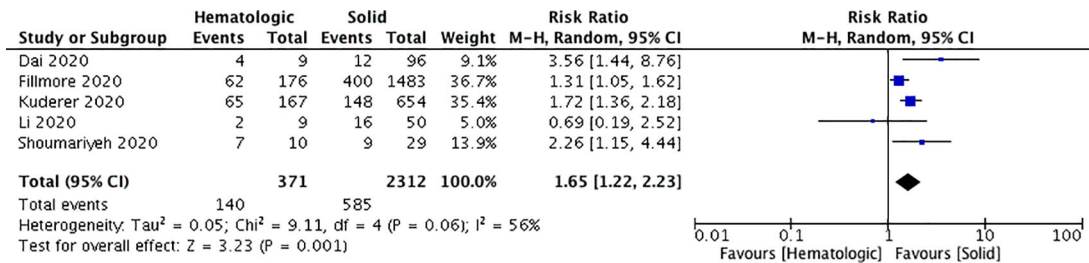 Hematologic Solid Risk Ratio Risk Ratio
Study or Subgroup Events Total Events Total Weight M-H, Random, 95% CI M-H, Random, 95% CI
Dai 2020 4 9 12 96 9.1% 3.56 [1.44, 8.76]
Fillmore 2020 62 176 400 1483 36.7% 1.31 [1.05, 1.62]
Kuderer 2020 65 167 148 654 35.4% 1.72 [1.36, 2.18]
Li 2020 2 9 16 50 5.0% 0.69 [0.19, 2.52]
Shoumariyeh 2020 7 10 9 29 13.9% 2.26 [1.15, 4.44]
Total (95% CI) 371 2312 100.0% 1.65 [1.22, 2.23]
Total events 140 585
Heterogeneity: Tau² = 0.05; Chi² = 9.11, df = 4 (P = 0.06); I² = 56%
Test for overall effect: Z = 3.23 (P = 0.001)
0.01 0.1 1 10 100
Favours [Hematologic] Favours [Solid]